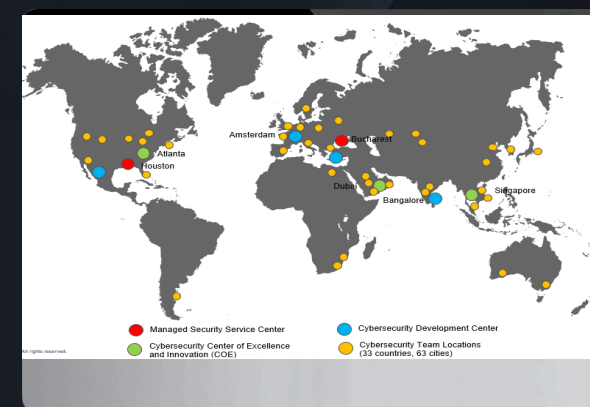 Amsterdam
Bucharest
Atlanta
Houston
Dubai
Bangalore
Singapore
Managed Security Service Center
Cybersecurity Development Center
Cybersecurity Center of Excellence
and Innovation (COE)
Cybersecurity Team Locations
(33 countries, 63 cities)
All rights reserved.